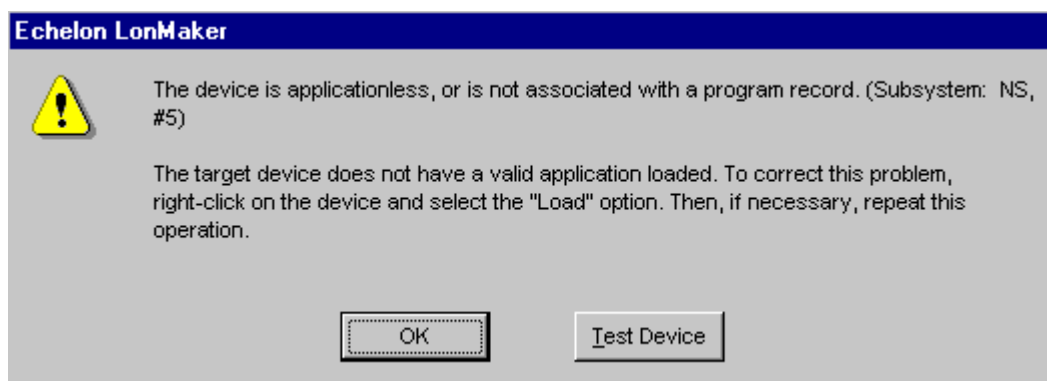 Echelon LonMaker
The device is applicationless, or is not associated with a program record. (Subsystem: NS,
#5)
The target device does not have a valid application loaded. To correct this problem,
right-click on the device and select the "Load" option. Then, if necessary, repeat this
operation.
OK
Test Device